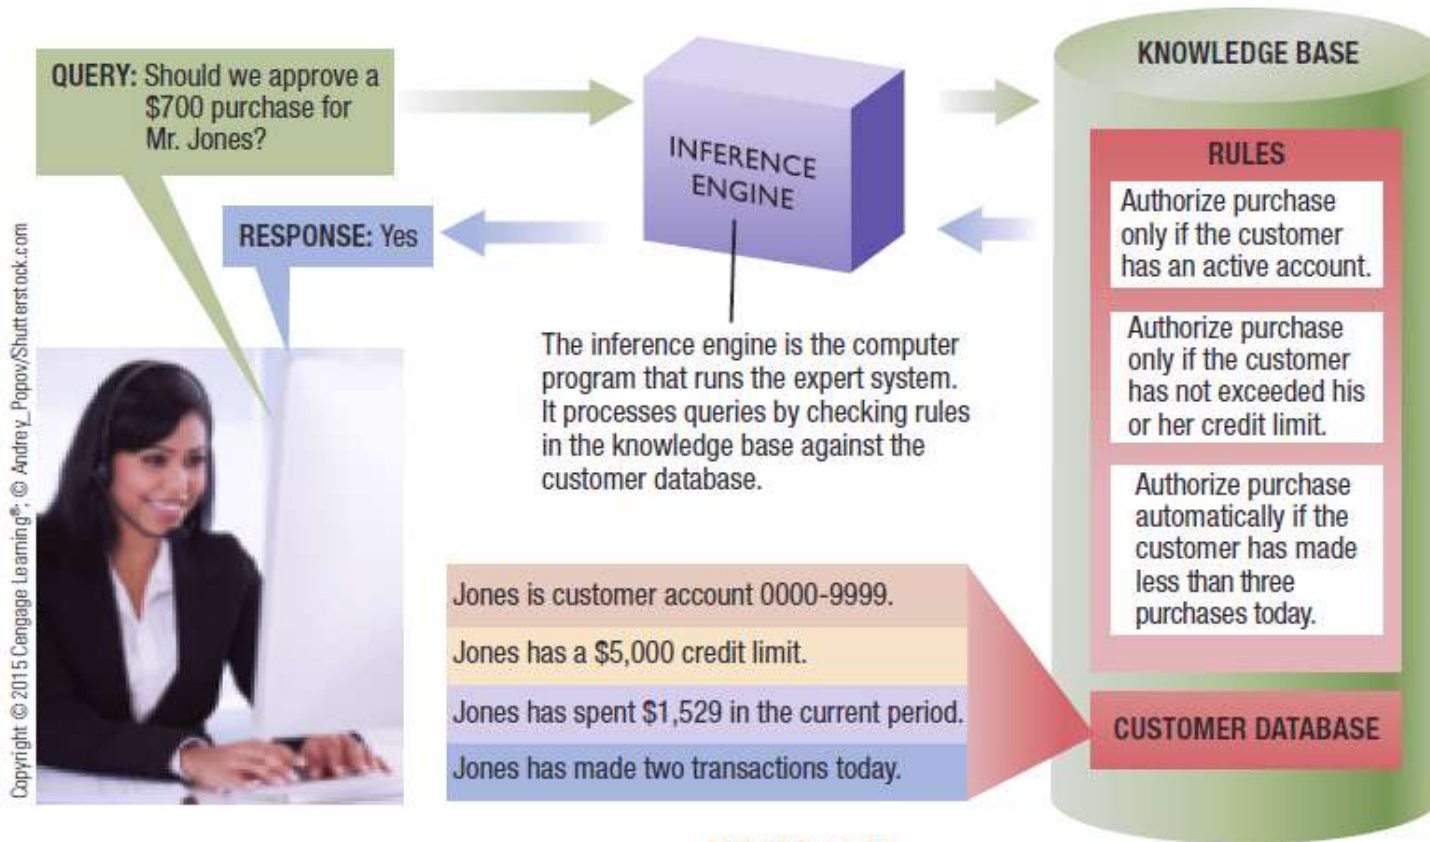 QUERY: Should we approve a
$700 purchase for
Mr. Jones?
RESPONSE: Yes
INFERENCE
ENGINE
The inference engine is the computer
program that runs the expert system.
It processes queries by checking rules
in the knowledge base against the
customer database.
KNOWLEDGE BASE
RULES
Authorize purchase
only if the customer
has an active account.
Authorize purchase
only if the customer
has not exceeded his
or her credit limit.
Authorize purchase
automatically if the
customer has made
less than three
purchases today.
CUSTOMER DATABASE
Jones is customer account 0000-9999.
Jones has a $5,000 credit limit.
Jones has spent $1,529 in the current period.
Jones has made two transactions today.
Copyright © 2015 Cengage Learning®; © Andrey_Popov/Shutterstock.com